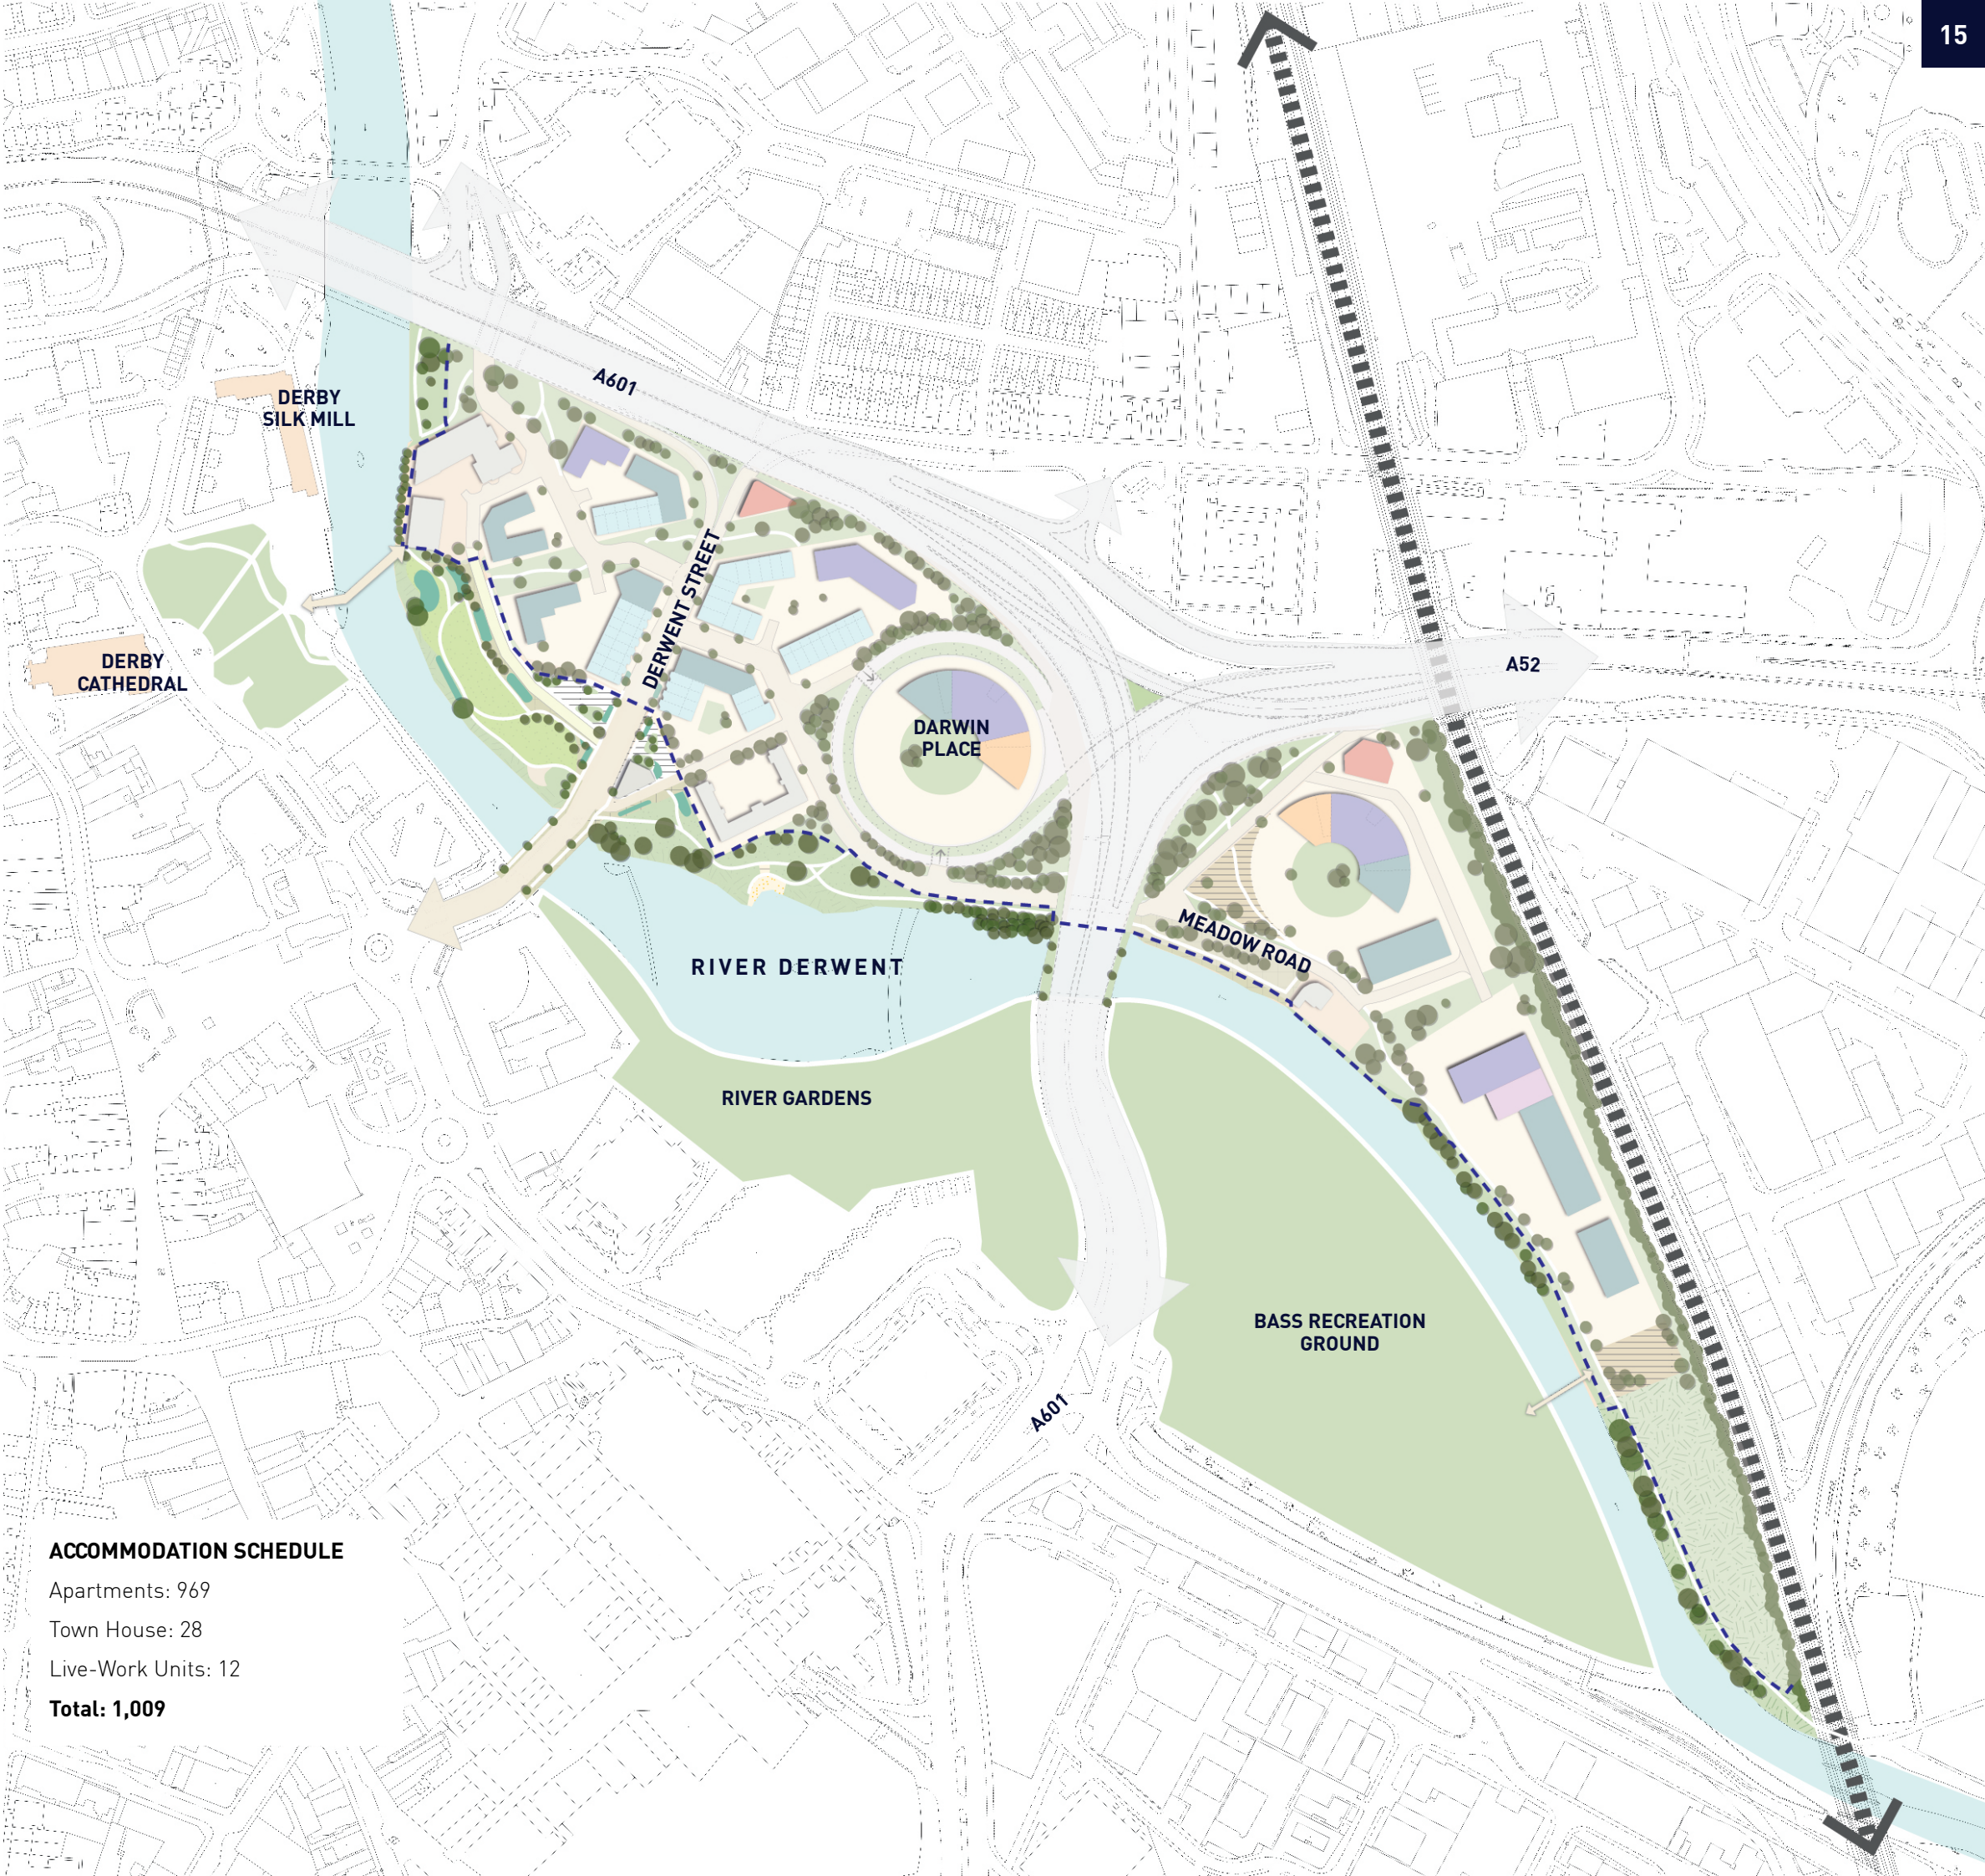 15
A601
DERBY
SILK MILL
DERWENT STREET
DERBY
CATHEDRAL
A52
DARWIN
PLACE
MEADOW ROAD
RIVER DERWENT
RIVER GARDENS
BASS RECREATION
GROUND
A601
ACCOMMODATION SCHEDULE
Apartments: 969
Town House: 28
Live-Work Units: 12
Total: 1,009